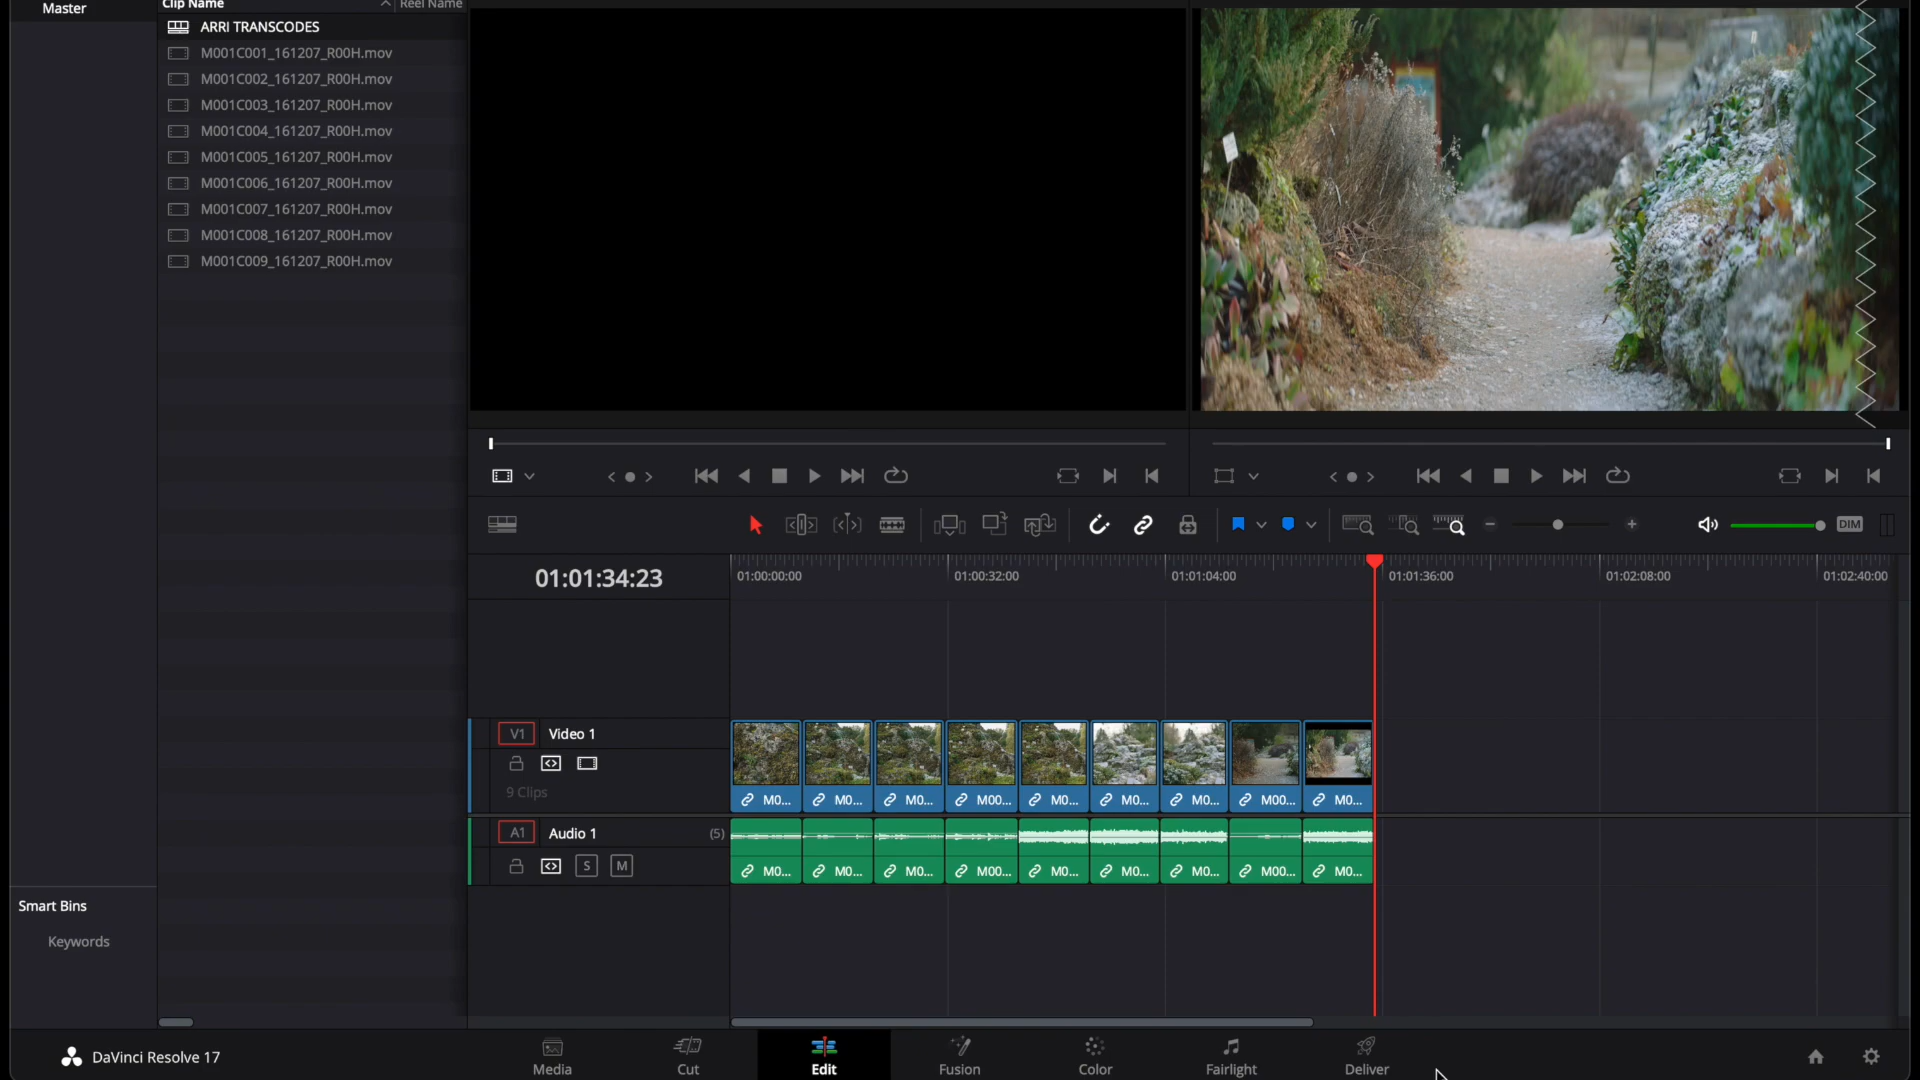 Master
Clip Name
Reel Name
ARRI TRANSCODES
M001C001_161207_R00H.mov
M001C002_161207_R00H.mov
M001C003_161207_R00H.mov
M001C004_161207_R00H.mov
M001C005_161207_R00H.mov
M001C006_161207_R00H.mov
M001C007_161207_R00H.mov
M001C008_161207_R00H.mov
M001C009_161207_R00H.mov
DIM
01:01:34:23
01:00:00:00
01:00:32:00
01:01:04:00
01:01:36:00
01:02:08:00
01:02:40:00
V1 Video 1
9 Clips
M0... M0... M0... M00... M0... M0... M0... M00... M0...
A1 Audio 1 (5)
S M
M0... M0... M0... M00... M0... M0... M0... M00... M0...
Smart Bins
Keywords
DaVinci Resolve 17
Media
Cut
Edit
Fusion
Color
Fairlight
Deliver